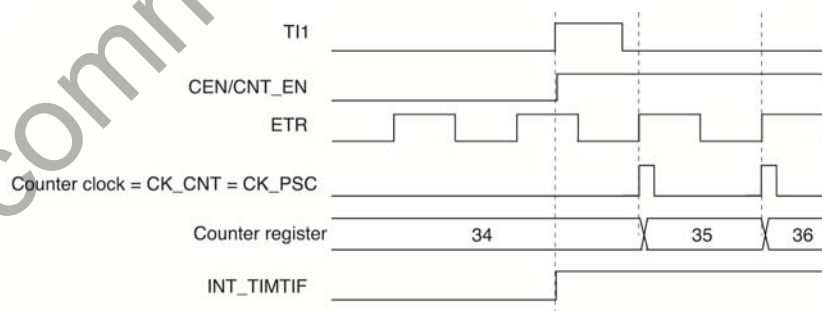 TI1
CEN/CNT_EN
ETR
Counter clock = CK_CNT = CK_PSC
Counter register 34 35 36
INT_TIMTIF